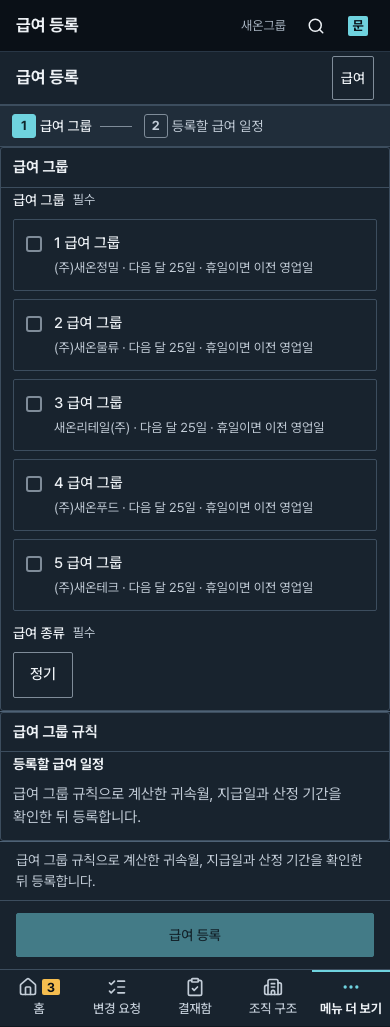 급여 등록
새온그룹
문
급여 등록
급여
1 급여 그룹
2 등록할 급여 일정
급여 그룹
급여 그룹 필수
1 급여 그룹
(주)새온정밀 · 다음 달 25일 · 휴일이면 이전 영업일
2 급여 그룹
(주)새온물류 · 다음 달 25일 · 휴일이면 이전 영업일
3 급여 그룹
새온리테일(주) · 다음 달 25일 · 휴일이면 이전 영업일
4 급여 그룹
(주)새온푸드 · 다음 달 25일 · 휴일이면 이전 영업일
5 급여 그룹
(주)새온테크 · 다음 달 25일 · 휴일이면 이전 영업일
급여 종류 필수
정기
급여 그룹 규칙
등록할 급여 일정
급여 그룹 규칙으로 계산한 귀속월, 지급일과 산정 기간을
확인한 뒤 등록합니다.
급여 그룹 규칙으로 계산한 귀속월, 지급일과 산정 기간을 확인한
뒤 등록합니다.
급여 등록
3
홈
변경 요청
결재함
조직 구조
메뉴 더 보기